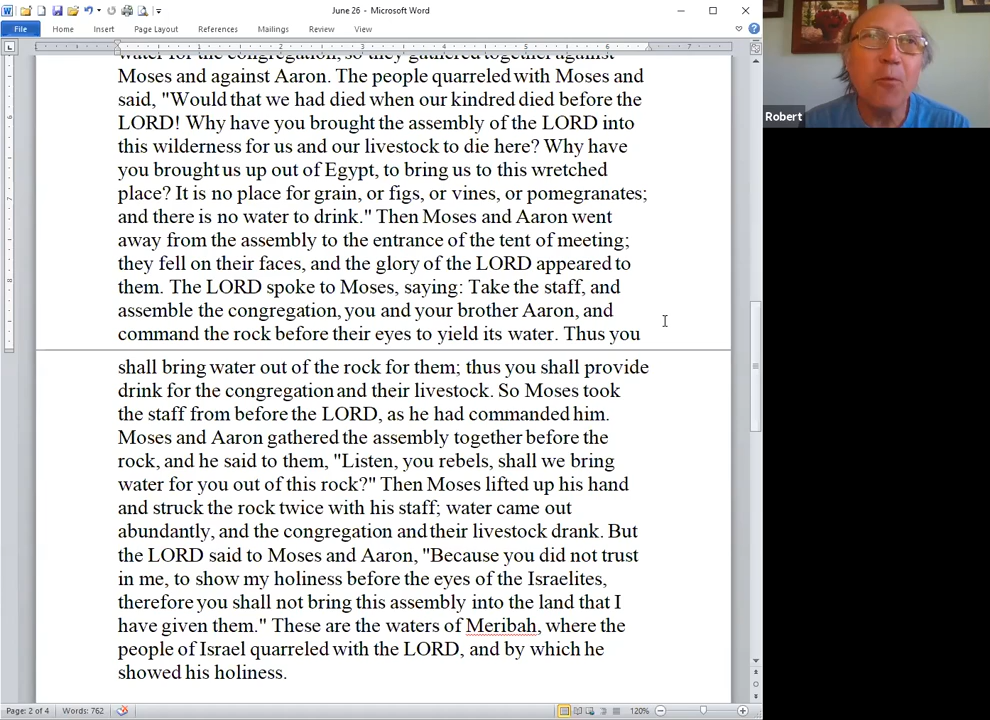 June 26 - Microsoft Word
File Home Insert Page Layout References Mailings Review View
1 2 3 4 5 6 7
water for the congregation, so they gathered together against
Moses and against Aaron. The people quarreled with Moses and
said, "Would that we had died when our kindred died before the
LORD! Why have you brought the assembly of the LORD into
this wilderness for us and our livestock to die here? Why have
you brought us up out of Egypt, to bring us to this wretched
place? It is no place for grain, or figs, or vines, or pomegranates;
and there is no water to drink." Then Moses and Aaron went
away from the assembly to the entrance of the tent of meeting;
they fell on their faces, and the glory of the LORD appeared to
them. The LORD spoke to Moses, saying: Take the staff, and
assemble the congregation, you and your brother Aaron, and
command the rock before their eyes to yield its water. Thus you
shall bring water out of the rock for them; thus you shall provide
drink for the congregation and their livestock. So Moses took
the staff from before the LORD, as he had commanded him.
Moses and Aaron gathered the assembly together before the
rock, and he said to them, "Listen, you rebels, shall we bring
water for you out of this rock?" Then Moses lifted up his hand
and struck the rock twice with his staff; water came out
abundantly, and the congregation and their livestock drank. But
the LORD said to Moses and Aaron, "Because you did not trust
in me, to show my holiness before the eyes of the Israelites,
therefore you shall not bring this assembly into the land that I
have given them." These are the waters of Meribah, where the
people of Israel quarreled with the LORD, and by which he
showed his holiness.
Page: 2 of 4 Words: 762 120%
Robert